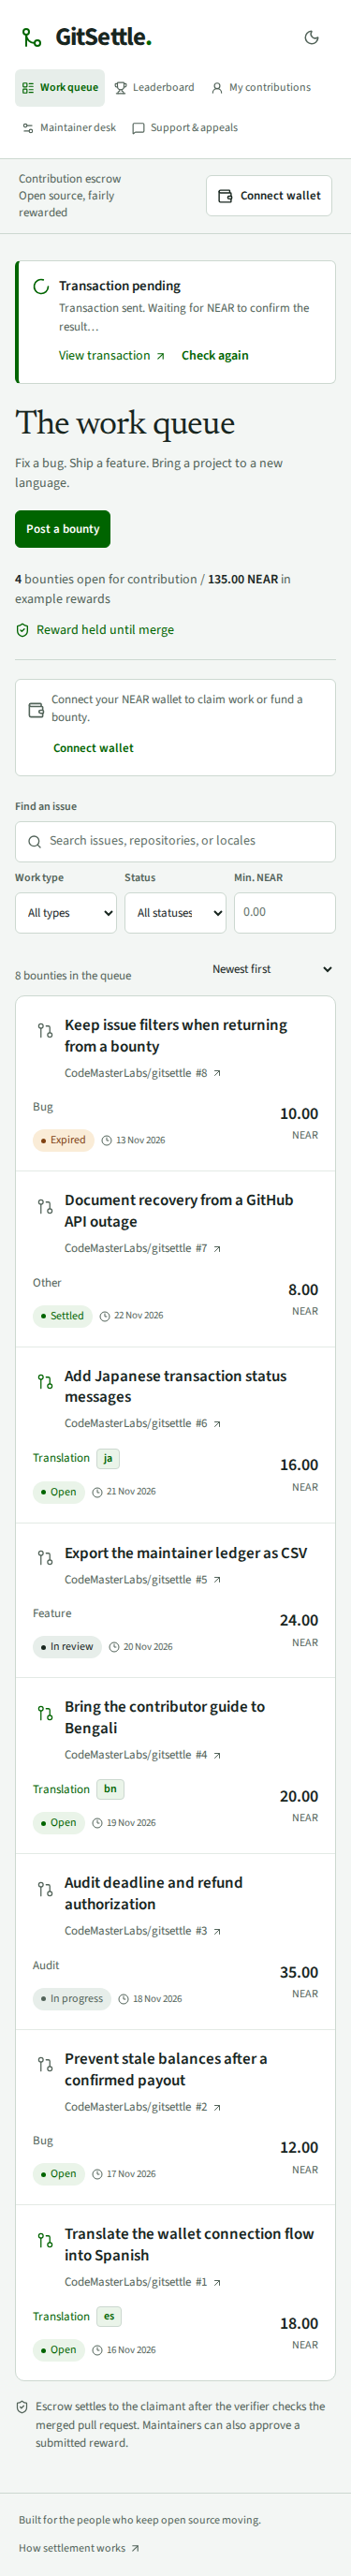 GitSettle.
Work queue
Leaderboard
My contributions
Maintainer desk
Support & appeals
Contribution escrow
Open source, fairly
rewarded
Connect wallet
Transaction pending
Transaction sent. Waiting for NEAR to confirm the
result…
View transaction
Check again
The work queue
Fix a bug. Ship a feature. Bring a project to a new
language.
Post a bounty
4 bounties open for contribution / 135.00 NEAR in
example rewards
Reward held until merge
Connect your NEAR wallet to claim work or fund a
bounty.
Connect wallet
Find an issue
Search issues, repositories, or locales
Work type
Status
Min. NEAR
All types
All statuses
0.00
8 bounties in the queue
Newest first
Keep issue filters when returning
from a bounty
CodeMasterLabs/gitsettle #8
Bug
Expired
13 Nov 2026
10.00
NEAR
Document recovery from a GitHub
API outage
CodeMasterLabs/gitsettle #7
Other
Settled
22 Nov 2026
8.00
NEAR
Add Japanese transaction status
messages
CodeMasterLabs/gitsettle #6
Translation
ja
Open
21 Nov 2026
16.00
NEAR
Export the maintainer ledger as CSV
CodeMasterLabs/gitsettle #5
Feature
In review
20 Nov 2026
24.00
NEAR
Bring the contributor guide to
Bengali
CodeMasterLabs/gitsettle #4
Translation
bn
Open
19 Nov 2026
20.00
NEAR
Audit deadline and refund
authorization
CodeMasterLabs/gitsettle #3
Audit
In progress
18 Nov 2026
35.00
NEAR
Prevent stale balances after a
confirmed payout
CodeMasterLabs/gitsettle #2
Bug
Open
17 Nov 2026
12.00
NEAR
Translate the wallet connection flow
into Spanish
CodeMasterLabs/gitsettle #1
Translation
es
Open
16 Nov 2026
18.00
NEAR
Escrow settles to the claimant after the verifier checks the
merged pull request. Maintainers can also approve a
submitted reward.
Built for the people who keep open source moving.
How settlement works